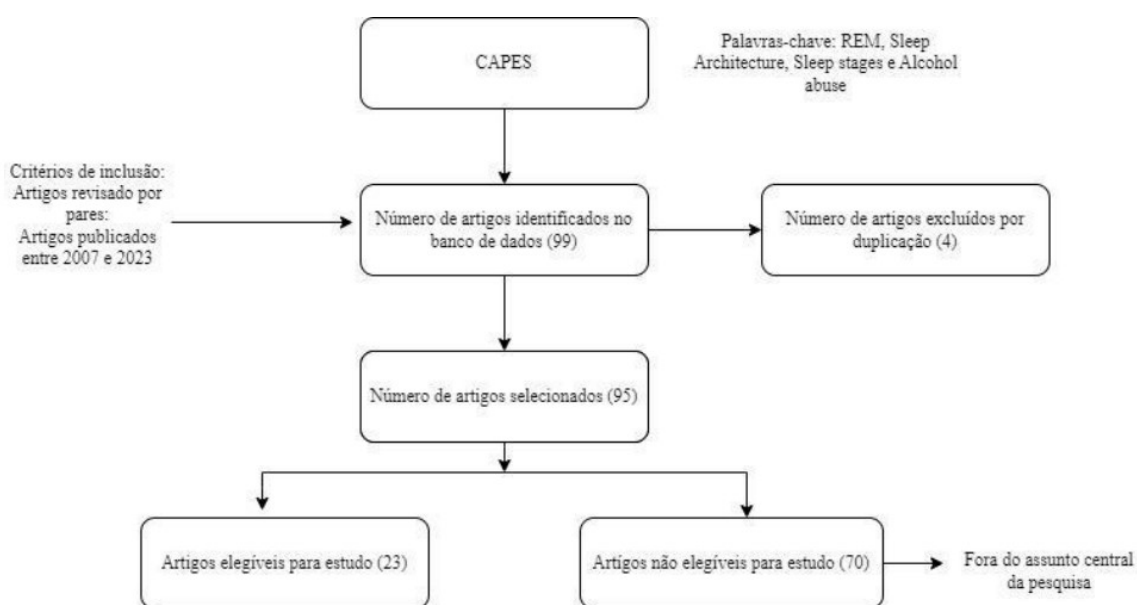 CAPES
Palavras-chave: REM, Sleep
Architecture, Sleep stages e Alcohol
abuse
Critérios de inclusão:
Artigos revisado por
pares:
Artigos publicados
entre 2007 e 2023
Número de artigos identificados no
banco de dados (99)
Número de artigos excluídos por
duplicação (4)
Número de artigos selecionados (95)
Artigos elegíveis para estudo (23)
Artigos não elegíveis para estudo (70)
Fora do assunto central
da pesquisa